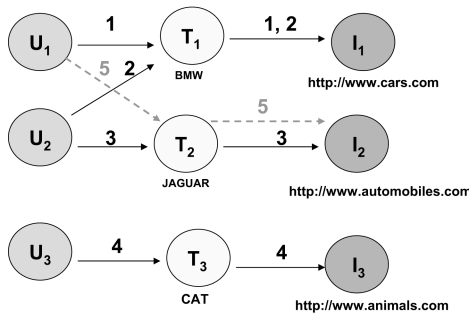 U1 1 T1 1, 2 I1
BMW
http://www.cars.com
5 2 5
U2 3 T2 3 I2
JAGUAR
http://www.automobiles.com
U3 4 T3 4 I3
CAT
http://www.animals.com